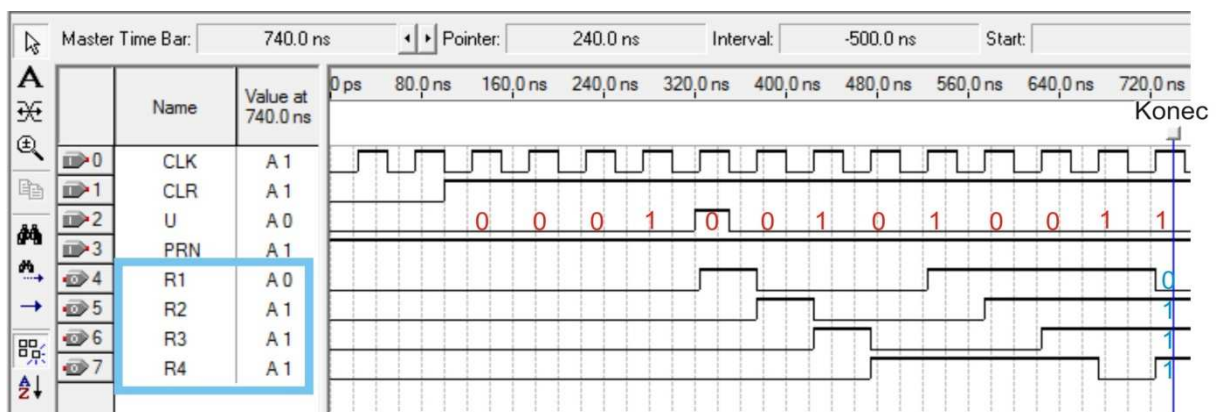 Master Time Bar: 740.0 ns Pointer: 240.0 ns Interval: -500.0 ns Start:
A
Name Value at 740.0 ns 0 ps 80.0 ns 160.0 ns 240.0 ns 320.0 ns 400.0 ns 480.0 ns 560.0 ns 640.0 ns 720.0 ns
Konec
0 CLK A 1
1 CLR A 1
2 U A 0 0 0 0 1 0 0 1 0 1 0 0 1 1
3 PRN A 1
4 R1 A 0 0
5 R2 A 1 1
6 R3 A 1 1
7 R4 A 1 1
A
Z